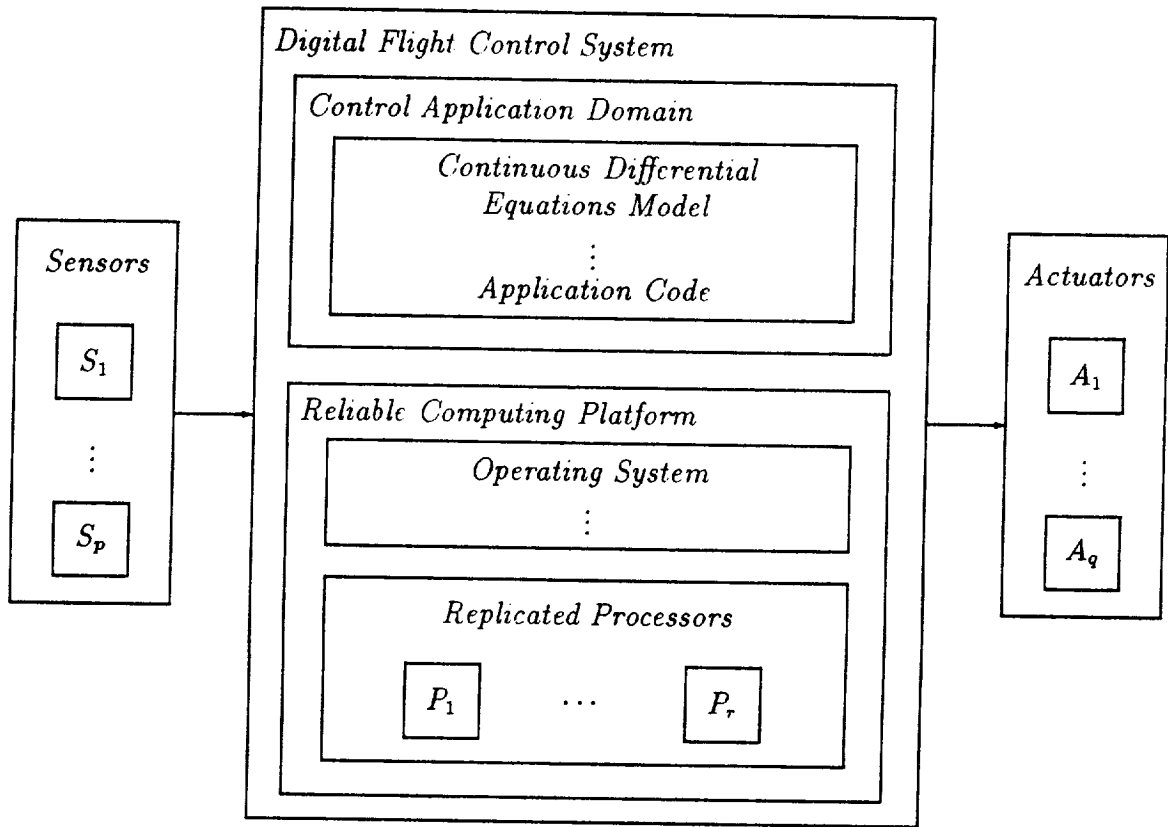 Digital Flight Control System
Control Application Domain
Continuous Differential
Equations Model
⋮
Application Code
Sensors
S₁
⋮
Sₚ
Reliable Computing Platform
Operating System
⋮
Replicated Processors
P₁ ⋯ Pᵣ
Actuators
A₁
⋮
A_q